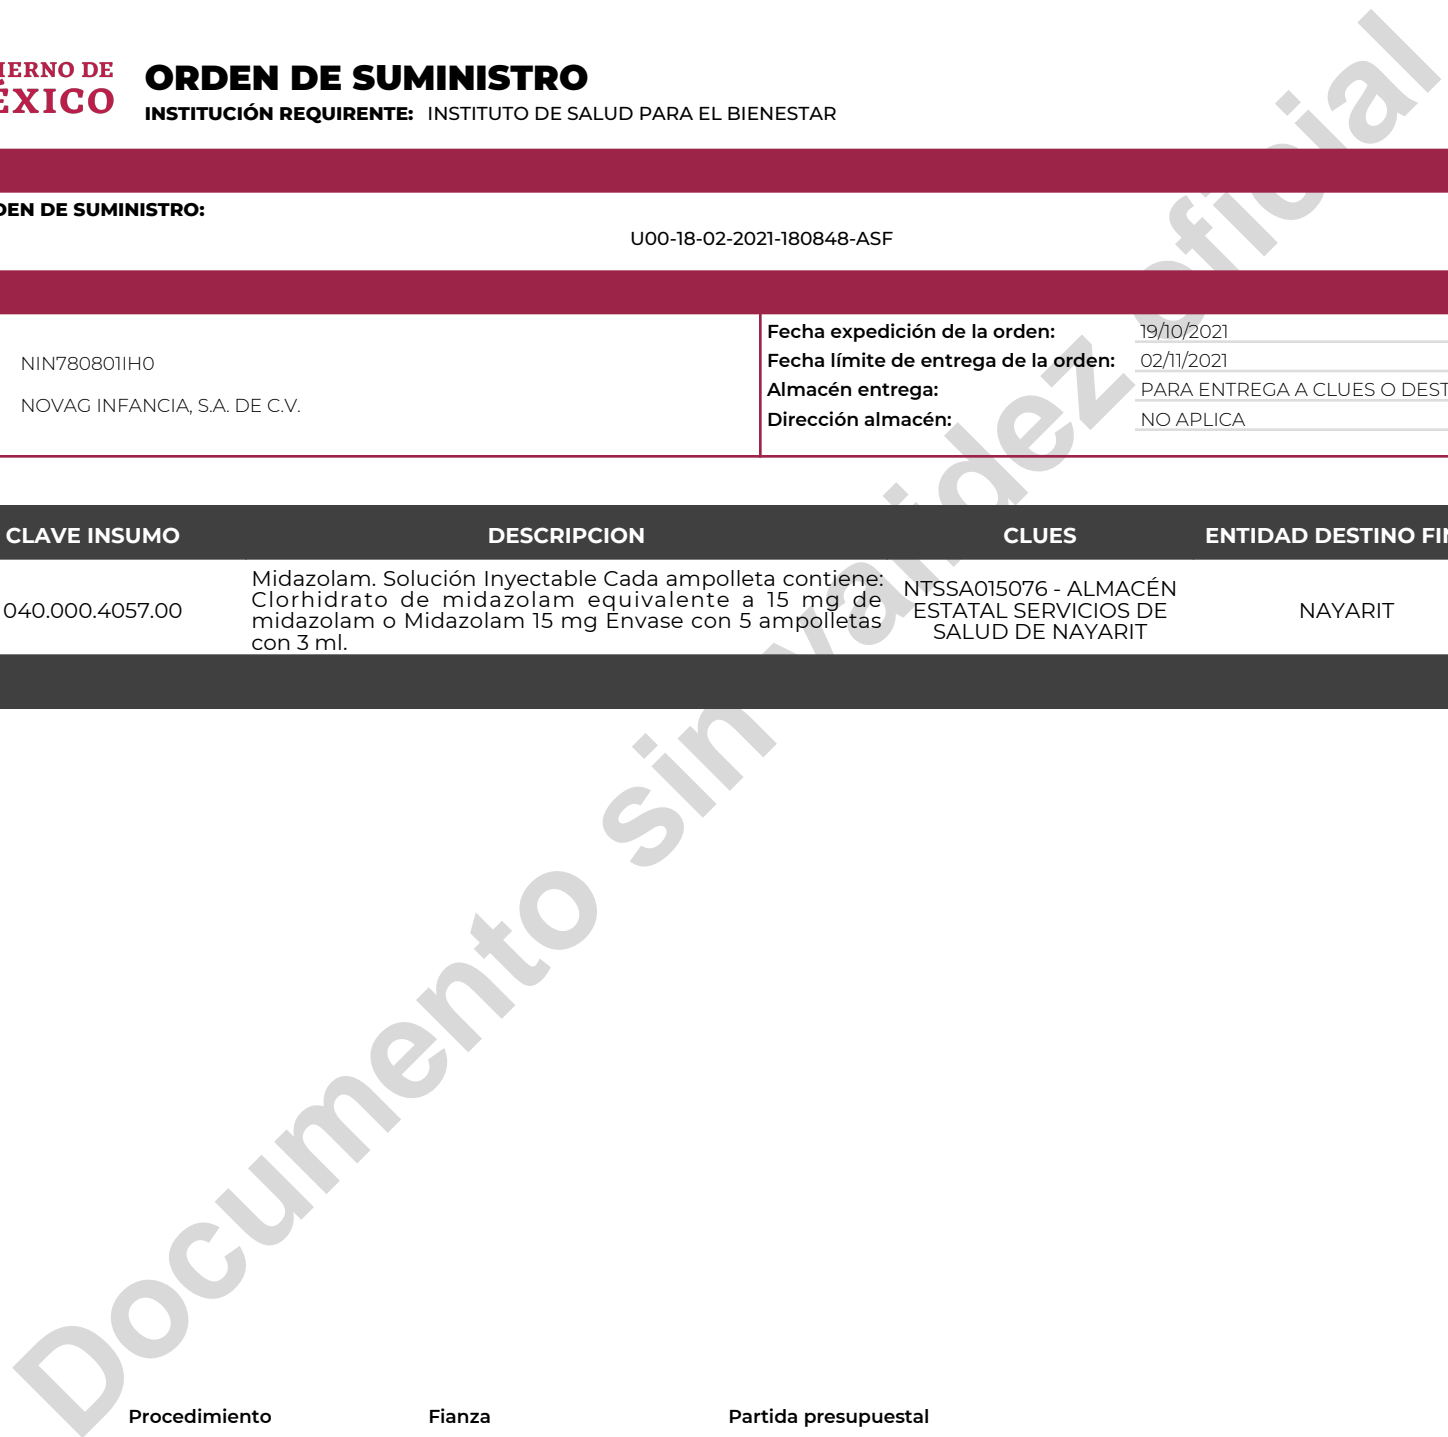 IERNO DE
ÉXICO
ORDEN DE SUMINISTRO
INSTITUCIÓN REQUIRENTE: INSTITUTO DE SALUD PARA EL BIENESTAR
DEN DE SUMINISTRO:
U00-18-02-2021-180848-ASF
NIN780801IH0
NOVAG INFANCIA, S.A. DE C.V.
Fecha expedición de la orden: 19/10/2021
Fecha límite de entrega de la orden: 02/11/2021
Almacén entrega: PARA ENTREGA A CLUES O DEST
Dirección almacén: NO APLICA
CLAVE INSUMO DESCRIPCION CLUES ENTIDAD DESTINO FIN
040.000.4057.00
Midazolam. Solución Inyectable Cada ampolleta contiene:
Clorhidrato de midazolam equivalente a 15 mg de
midazolam o Midazolam 15 mg Envase con 5 ampolletas
con 3 ml.
NTSSA015076 - ALMACÉN
ESTATAL SERVICIOS DE
SALUD DE NAYARIT
NAYARIT
Documento sin validez oficial
Procedimiento Fianza Partida presupuestal